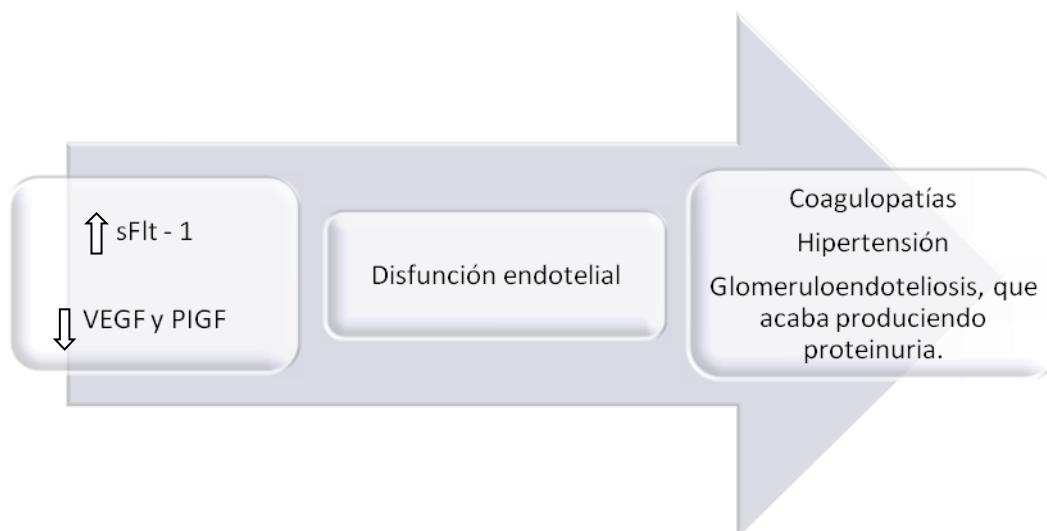 sFlt - 1
VEGF y PIGF
Disfunción endotelial
Coagulopatías
Hipertensión
Glomeruloendoteliosis, que
acaba produciendo
proteinuria.